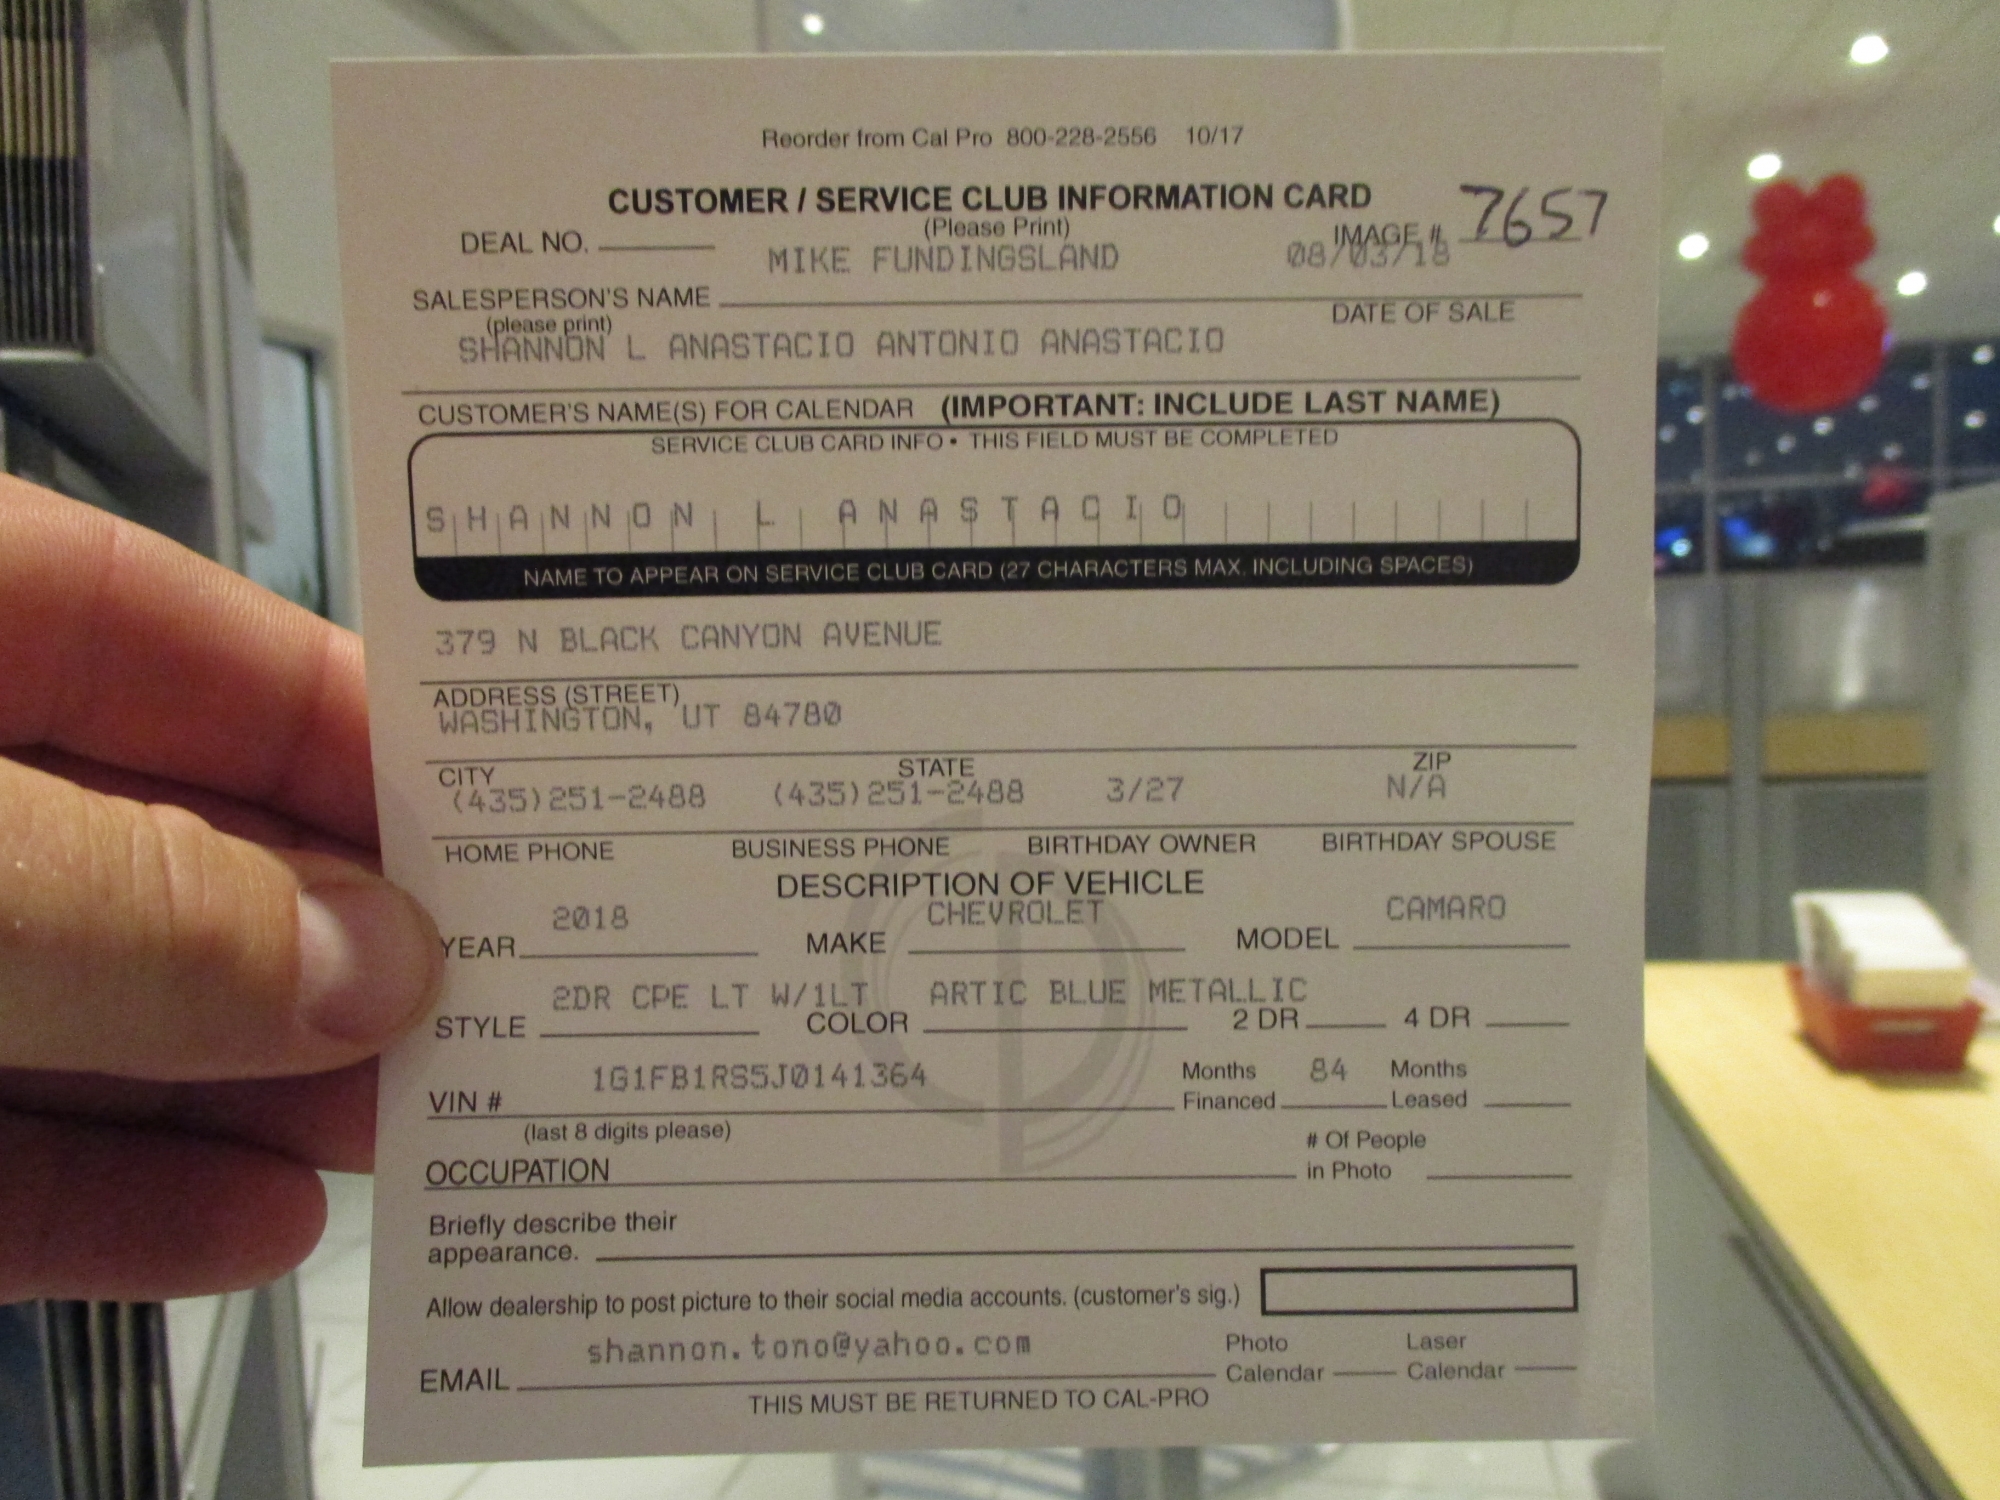 Reorder from Cal Pro 800-228-2556 10/17
CUSTOMER / SERVICE CLUB INFORMATION CARD
(Please Print)
DEAL NO. IMAGE # 7657
MIKE FUNDINGSLAND 08/03/18
SALESPERSON'S NAME DATE OF SALE
(please print)
SHANNON L ANASTACIO ANTONIO ANASTACIO
CUSTOMER'S NAME(S) FOR CALENDAR (IMPORTANT: INCLUDE LAST NAME)
SERVICE CLUB CARD INFO • THIS FIELD MUST BE COMPLETED
SHANNON L ANASTACIO
NAME TO APPEAR ON SERVICE CLUB CARD (27 CHARACTERS MAX. INCLUDING SPACES)
379 N BLACK CANYON AVENUE
ADDRESS (STREET)
WASHINGTON, UT 84780
CITY STATE ZIP
(435)251-2488 (435)251-2488 3/27 N/A
HOME PHONE BUSINESS PHONE BIRTHDAY OWNER BIRTHDAY SPOUSE
DESCRIPTION OF VEHICLE
2018 CHEVROLET CAMARO
YEAR MAKE MODEL
2DR CPE LT W/1LT ARTIC BLUE METALLIC
STYLE COLOR 2 DR 4 DR
1G1FB1RS5J0141364 Months 84 Months
VIN # Financed Leased
(last 8 digits please) # Of People
OCCUPATION in Photo
Briefly describe their
appearance.
Allow dealership to post picture to their social media accounts. (customer's sig.)
shannon.tono@yahoo.com Photo Laser
EMAIL Calendar Calendar
THIS MUST BE RETURNED TO CAL-PRO